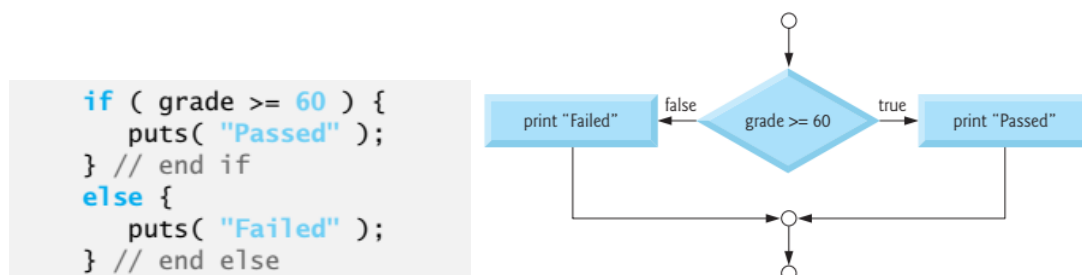 if ( grade >= 60 ) {
   puts( "Passed" );
} // end if
else {
   puts( "Failed" );
} // end else
print “Failed”
false
grade >= 60
true
print “Passed”